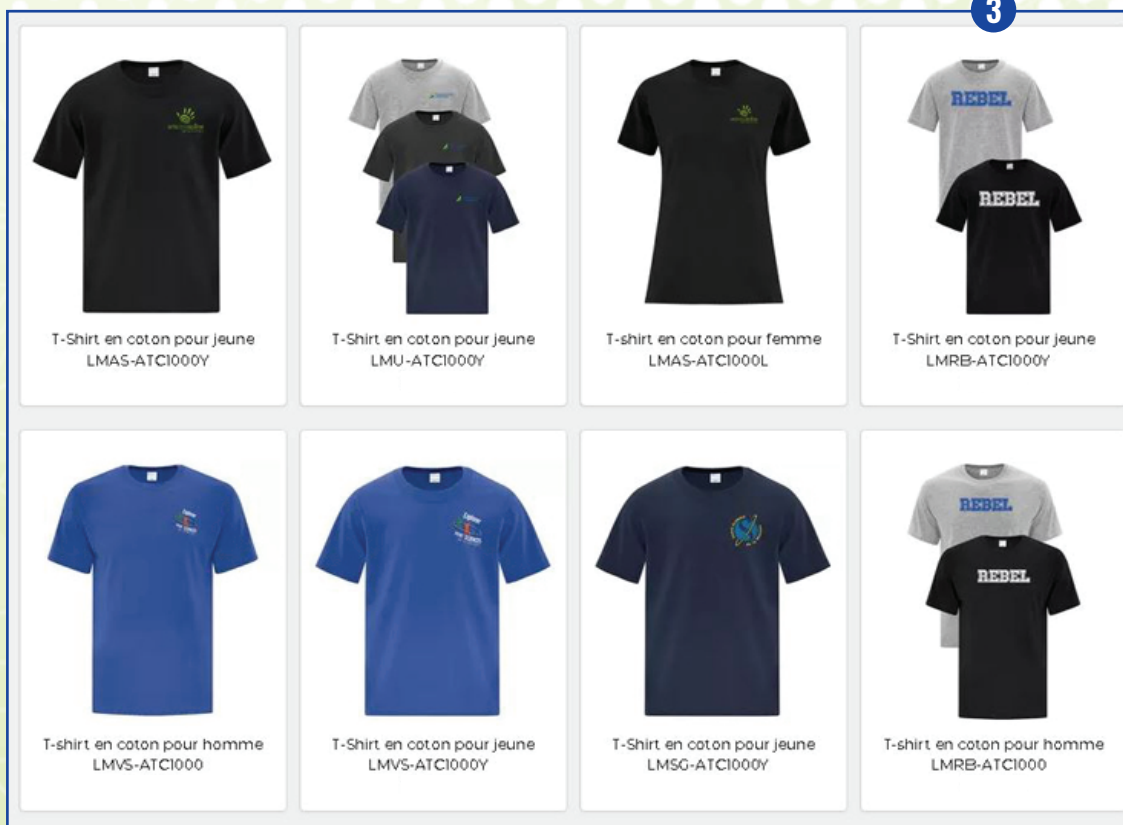 3
REBEL
REBEL
T-Shirt en coton pour jeune
LMAS-ATC1000Y
T-Shirt en coton pour jeune
LMU-ATC1000Y
T-shirt en coton pour femme
LMAS-ATC1000L
T-Shirt en coton pour jeune
LMRB-ATC1000Y
REBEL
REBEL
T-shirt en coton pour homme
LMVS-ATC1000
T-Shirt en coton pour jeune
LMVS-ATC1000Y
T-Shirt en coton pour jeune
LMSG-ATC1000Y
T-shirt en coton pour homme
LMRB-ATC1000